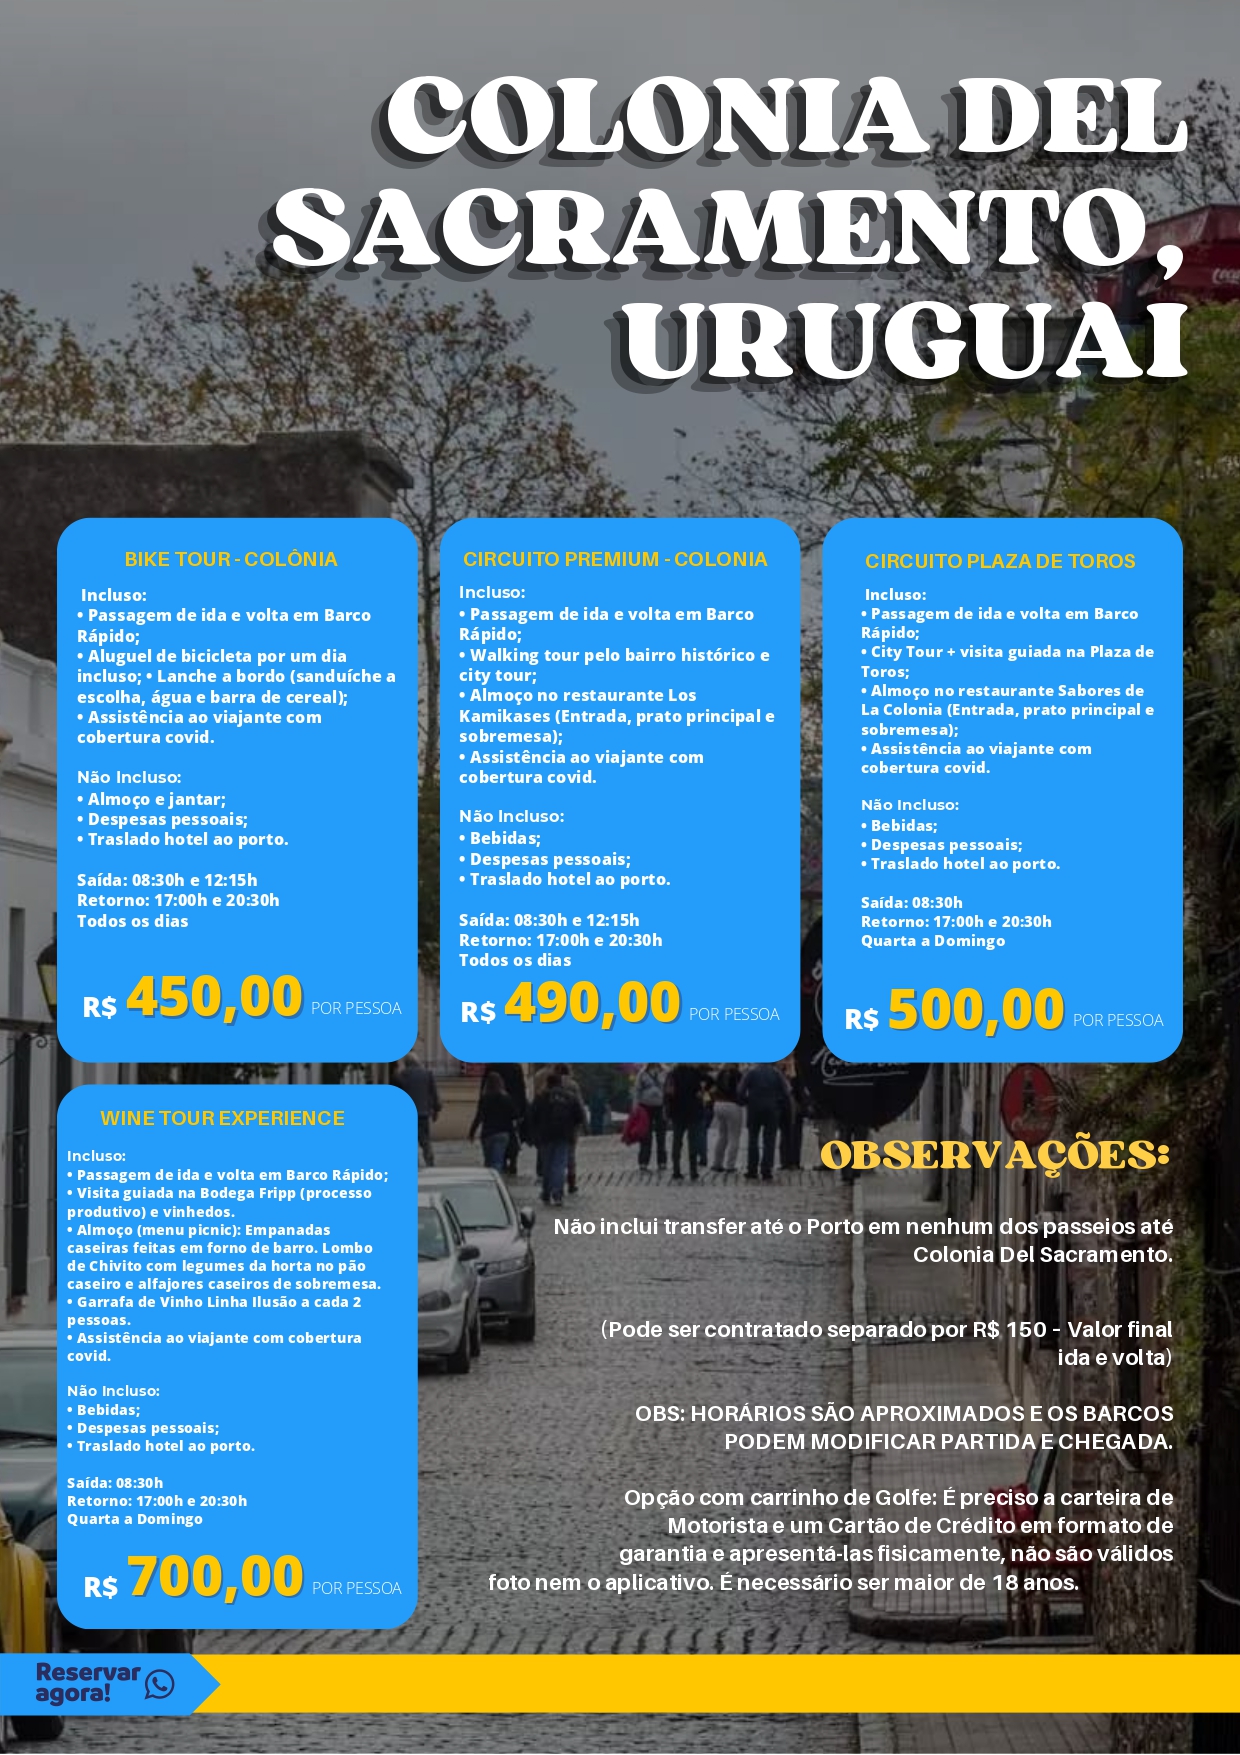 COLONIA DEL
SACRAMENTO,
URUGUAI
BIKE TOUR - COLÔNIA
Incluso:
• Passagem de ida e volta em Barco
Rápido;
• Aluguel de bicicleta por um dia
incluso; • Lanche a bordo (sanduíche a
escolha, água e barra de cereal);
• Assistência ao viajante com
cobertura covid.
Não Incluso:
• Almoço e jantar;
• Despesas pessoais;
• Traslado hotel ao porto.
Saída: 08:30h e 12:15h
Retorno: 17:00h e 20:30h
Todos os dias
R$ 450,00 POR PESSOA
CIRCUITO PREMIUM - COLONIA
Incluso:
• Passagem de ida e volta em Barco
Rápido;
• Walking tour pelo bairro histórico e
city tour;
• Almoço no restaurante Los
Kamikases (Entrada, prato principal e
sobremesa);
• Assistência ao viajante com
cobertura covid.
Não Incluso:
• Bebidas;
• Despesas pessoais;
• Traslado hotel ao porto.
Saída: 08:30h e 12:15h
Retorno: 17:00h e 20:30h
Todos os dias
R$ 490,00 POR PESSOA
CIRCUITO PLAZA DE TOROS
Incluso:
• Passagem de ida e volta em Barco
Rápido;
• City Tour + visita guiada na Plaza de
Toros;
• Almoço no restaurante Sabores de
La Colonia (Entrada, prato principal e
sobremesa);
• Assistência ao viajante com
cobertura covid.
Não Incluso:
• Bebidas;
• Despesas pessoais;
• Traslado hotel ao porto.
Saída: 08:30h
Retorno: 17:00h e 20:30h
Quarta a Domingo
R$ 500,00 POR PESSOA
WINE TOUR EXPERIENCE
Incluso:
• Passagem de ida e volta em Barco Rápido;
• Visita guiada na Bodega Fripp (processo
produtivo) e vinhedos.
• Almoço (menu picnic): Empanadas
caseiras feitas em forno de barro. Lombo
de Chivito com legumes da horta no pão
caseiro e alfajores caseiros de sobremesa.
• Garrafa de Vinho Linha Ilusão a cada 2
pessoas.
• Assistência ao viajante com cobertura
covid.
Não Incluso:
• Bebidas;
• Despesas pessoais;
• Traslado hotel ao porto.
Saída: 08:30h
Retorno: 17:00h e 20:30h
Quarta a Domingo
R$ 700,00 POR PESSOA
OBSERVAÇÕES:
Não inclui transfer até o Porto em nenhum dos passeios até
Colonia Del Sacramento.
(Pode ser contratado separado por R$ 150 – Valor final
ida e volta)
OBS: HORÁRIOS SÃO APROXIMADOS E OS BARCOS
PODEM MODIFICAR PARTIDA E CHEGADA.
Opção com carrinho de Golfe: É preciso a carteira de
Motorista e um Cartão de Crédito em formato de
garantia e apresentá-las fisicamente, não são válidos
foto nem o aplicativo. É necessário ser maior de 18 anos.
Reservar
agora!